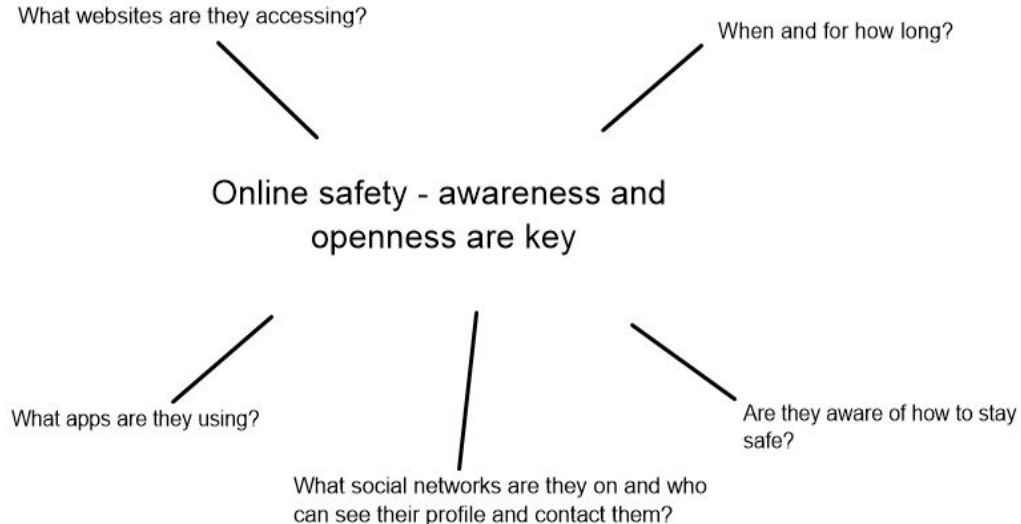 What websites are they accessing?
When and for how long?
Online safety - awareness and
openness are key
What apps are they using?
Are they aware of how to stay
safe?
What social networks are they on and who
can see their profile and contact them?